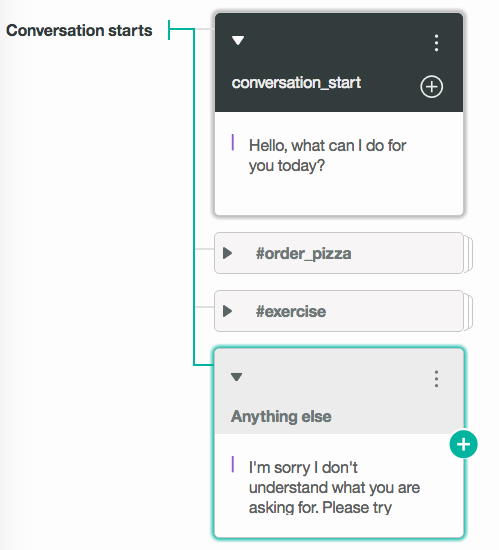 Conversation starts
conversation_start
Hello, what can I do for
you today?
#order_pizza
#exercise
Anything else
I'm sorry I don't
understand what you are
asking for. Please try